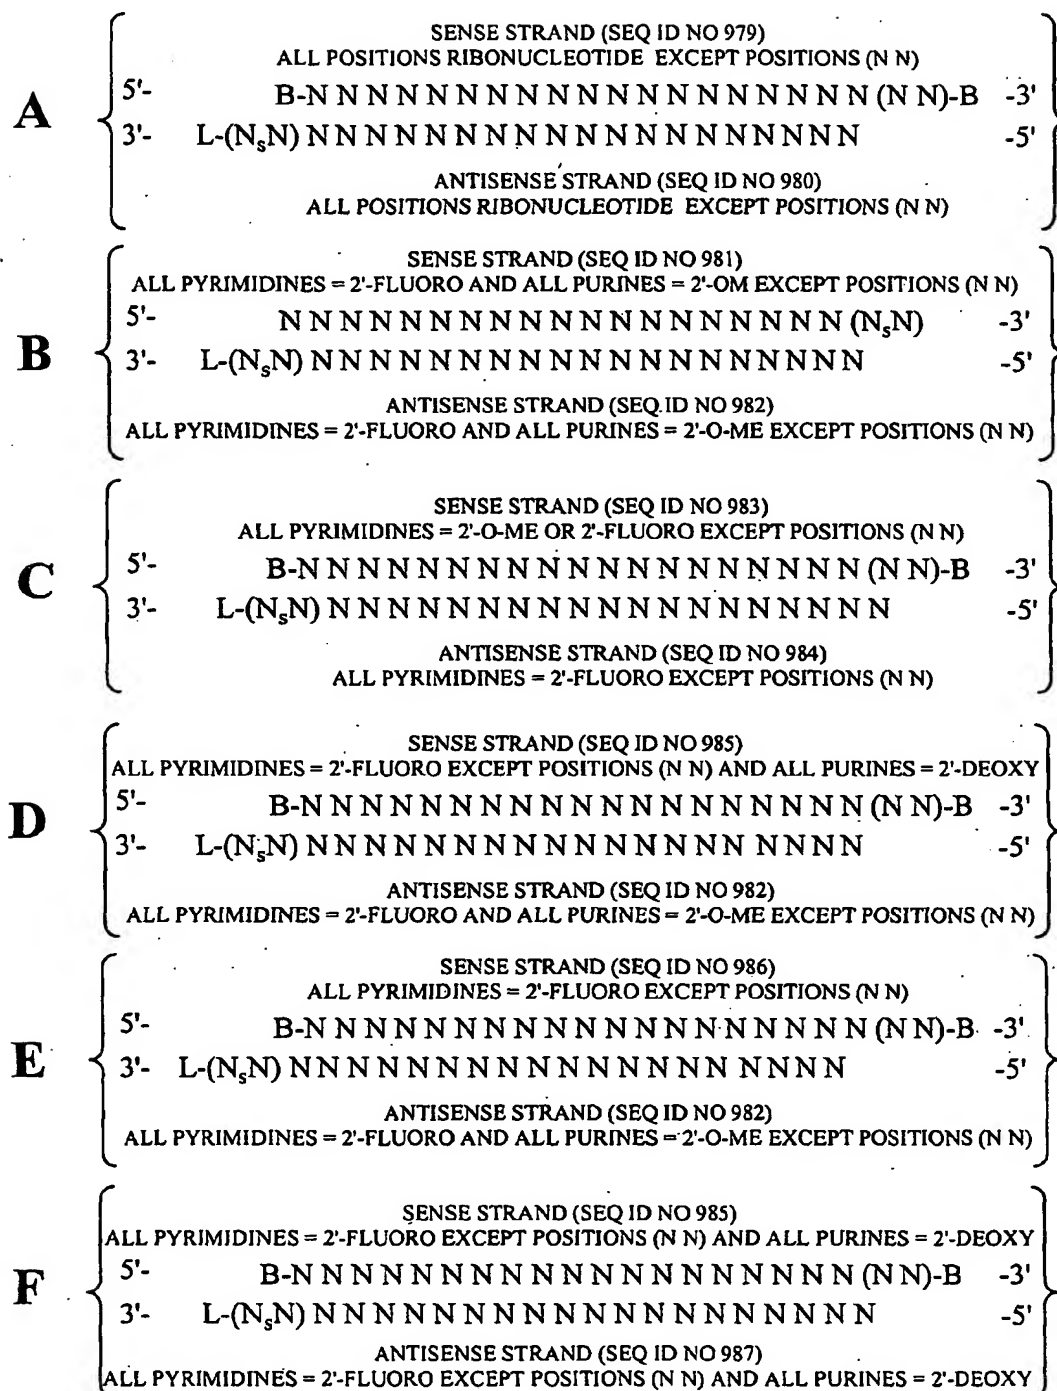 SENSE STRAND (SEQ ID NO 979)
ALL POSITIONS RIBONUCLEOTIDE EXCEPT POSITIONS (N N)
A
5'- B-N N N N N N N N N N N N N N N N N N N (N N)-B -3'
3'- L-(NsN) N N N N N N N N N N N N N N N N N N N -5'
ANTISENSE STRAND (SEQ ID NO 980)
ALL POSITIONS RIBONUCLEOTIDE EXCEPT POSITIONS (N N)
SENSE STRAND (SEQ ID NO 981)
ALL PYRIMIDINES = 2'-FLUORO AND ALL PURINES = 2'-OM EXCEPT POSITIONS (N N)
B
5'- N N N N N N N N N N N N N N N N N N N (NsN) -3'
3'- L-(NsN) N N N N N N N N N N N N N N N N N N N -5'
ANTISENSE STRAND (SEQ ID NO 982)
ALL PYRIMIDINES = 2'-FLUORO AND ALL PURINES = 2'-O-ME EXCEPT POSITIONS (N N)
SENSE STRAND (SEQ ID NO 983)
ALL PYRIMIDINES = 2'-O-ME OR 2'-FLUORO EXCEPT POSITIONS (N N)
C
5'- B-N N N N N N N N N N N N N N N N N N N (N N)-B -3'
3'- L-(NsN) N N N N N N N N N N N N N N N N N N N -5'
ANTISENSE STRAND (SEQ ID NO 984)
ALL PYRIMIDINES = 2'-FLUORO EXCEPT POSITIONS (N N)
SENSE STRAND (SEQ ID NO 985)
ALL PYRIMIDINES = 2'-FLUORO EXCEPT POSITIONS (N N) AND ALL PURINES = 2'-DEOXY
D
5'- B-N N N N N N N N N N N N N N N N N N N (N N)-B -3'
3'- L-(NsN) N N N N N N N N N N N N N N N N N N N -5'
ANTISENSE STRAND (SEQ ID NO 982)
ALL PYRIMIDINES = 2'-FLUORO AND ALL PURINES = 2'-O-ME EXCEPT POSITIONS (N N)
SENSE STRAND (SEQ ID NO 986)
ALL PYRIMIDINES = 2'-FLUORO EXCEPT POSITIONS (N N)
E
5'- B-N N N N N N N N N N N N N N N N N N N (N N)-B -3'
3'- L-(NsN) N N N N N N N N N N N N N N N N N N N -5'
ANTISENSE STRAND (SEQ ID NO 982)
ALL PYRIMIDINES = 2'-FLUORO AND ALL PURINES = 2'-O-ME EXCEPT POSITIONS (N N)
SENSE STRAND (SEQ ID NO 985)
ALL PYRIMIDINES = 2'-FLUORO EXCEPT POSITIONS (N N) AND ALL PURINES = 2'-DEOXY
F
5'- B-N N N N N N N N N N N N N N N N N N N (N N)-B -3'
3'- L-(NsN) N N N N N N N N N N N N N N N N N N N -5'
ANTISENSE STRAND (SEQ ID NO 987)
ALL PYRIMIDINES = 2'-FLUORO EXCEPT POSITIONS (N N) AND ALL PURINES = 2'-DEOXY